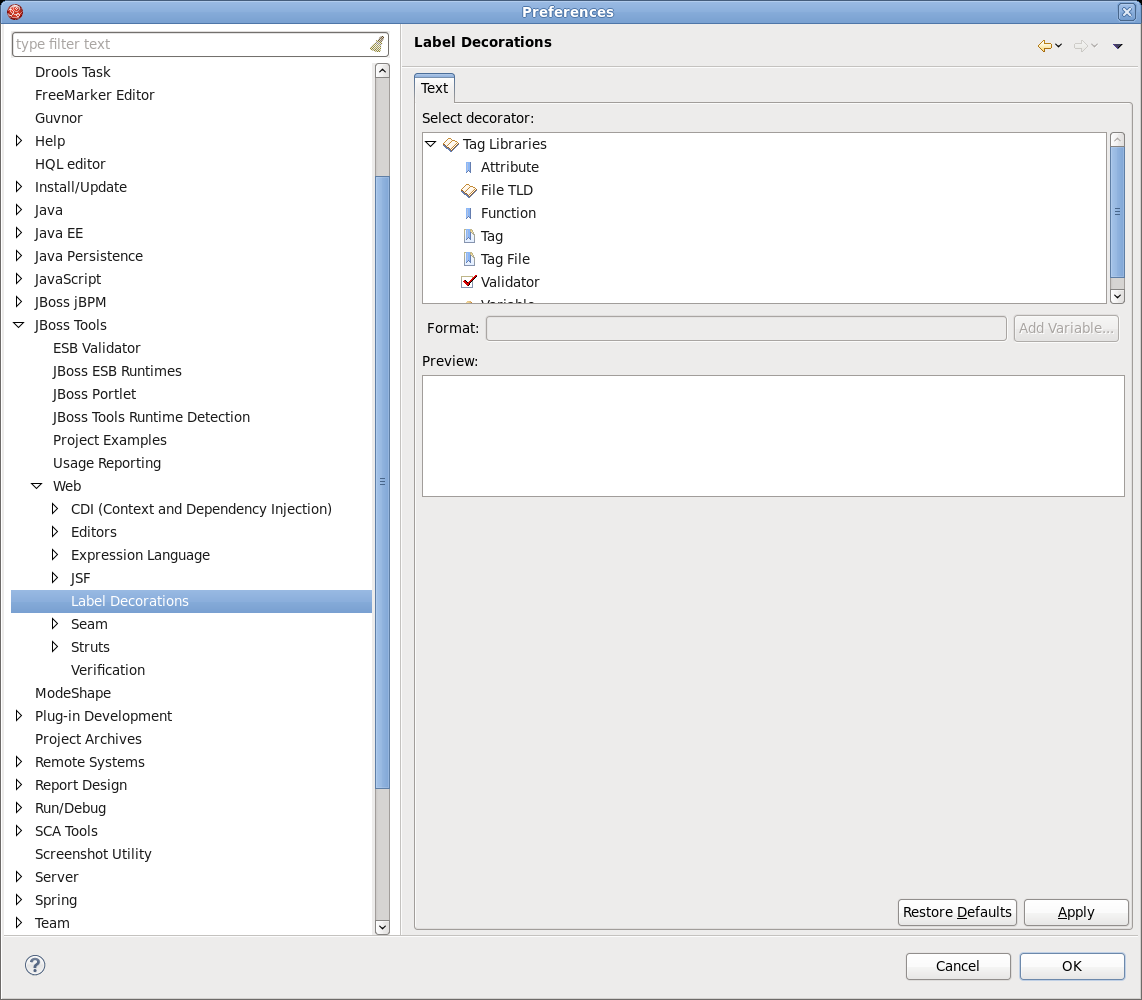 Preferences
type filter text
Drools Task
FreeMarker Editor
Guvnor
Help
HQL editor
Install/Update
Java
Java EE
Java Persistence
JavaScript
JBoss jBPM
JBoss Tools
ESB Validator
JBoss ESB Runtimes
JBoss Portlet
JBoss Tools Runtime Detection
Project Examples
Usage Reporting
Web
CDI (Context and Dependency Injection)
Editors
Expression Language
JSF
Label Decorations
Seam
Struts
Verification
ModeShape
Plug-in Development
Project Archives
Remote Systems
Report Design
Run/Debug
SCA Tools
Screenshot Utility
Server
Spring
Team
Label Decorations
Text
Select decorator:
Tag Libraries
Attribute
File TLD
Function
Tag
Tag File
Validator
Variable
Format:
Add Variable...
Preview:
Restore Defaults
Apply
?
Cancel
OK